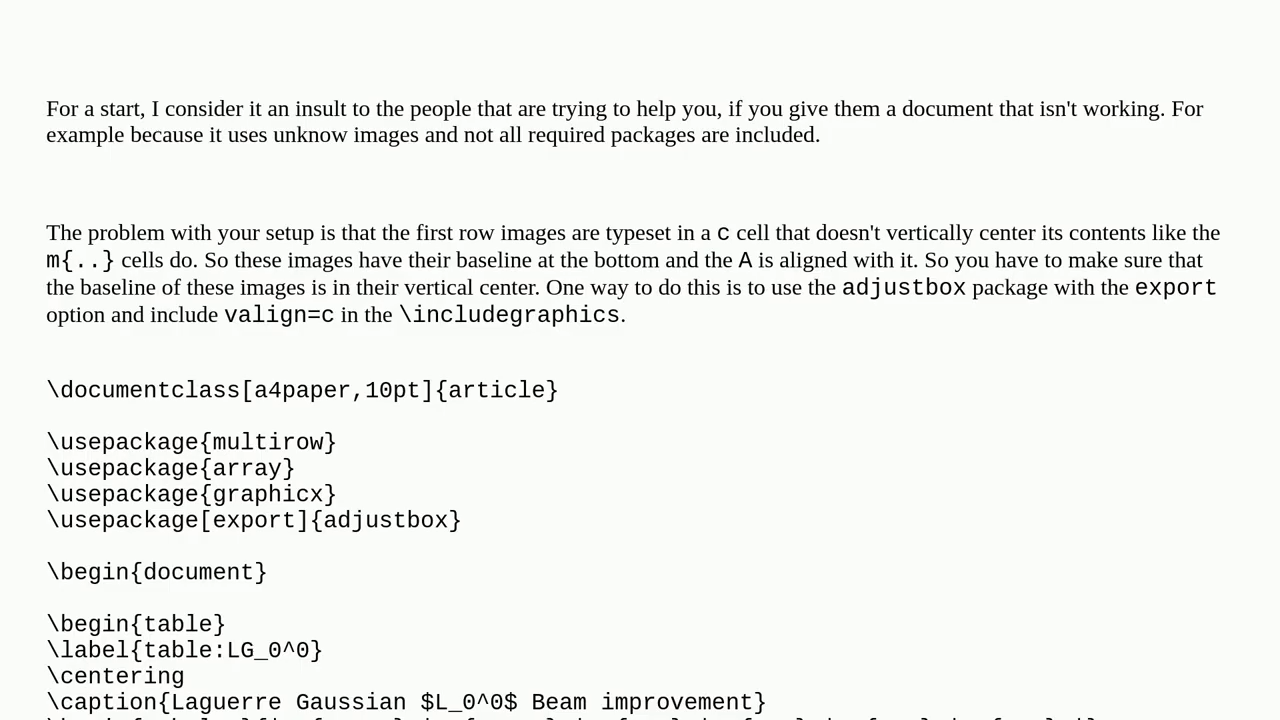 For a start, I consider it an insult to the people that are trying to help you, if you give them a document that isn't working. For
example because it uses unknow images and not all required packages are included.
The problem with your setup is that the first row images are typeset in a c cell that doesn't vertically center its contents like the
m{..} cells do. So these images have their baseline at the bottom and the A is aligned with it. So you have to make sure that
the baseline of these images is in their vertical center. One way to do this is to use the adjustbox package with the export
option and include valign=c in the \includegraphics.
\documentclass[a4paper,10pt]{article}
\usepackage{multirow}
\usepackage{array}
\usepackage{graphicx}
\usepackage[export]{adjustbox}
\begin{document}
\begin{table}
\label{table:LG_0^0}
\centering
\caption{Laguerre Gaussian $L_0^0$ Beam improvement}